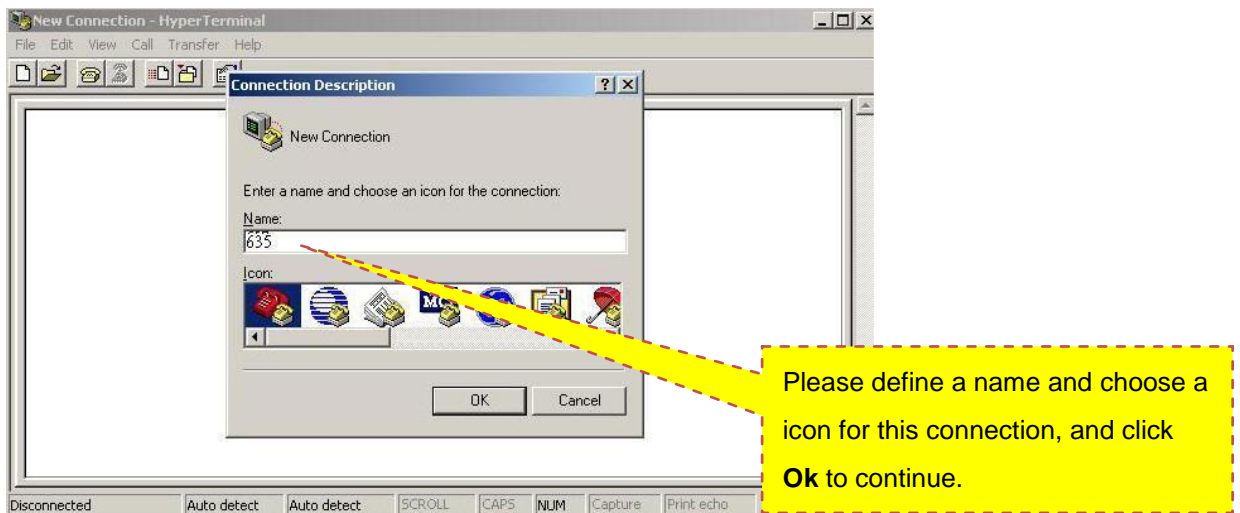 New Connection - HyperTerminal
File Edit View Call Transfer Help
Connection Description
New Connection
Enter a name and choose an icon for the connection:
Name:
635
Icon:
MCI
OK Cancel
Please define a name and choose a
icon for this connection, and click
Ok to continue.
Disconnected Auto detect Auto detect SCROLL CAPS NUM Capture Print echo